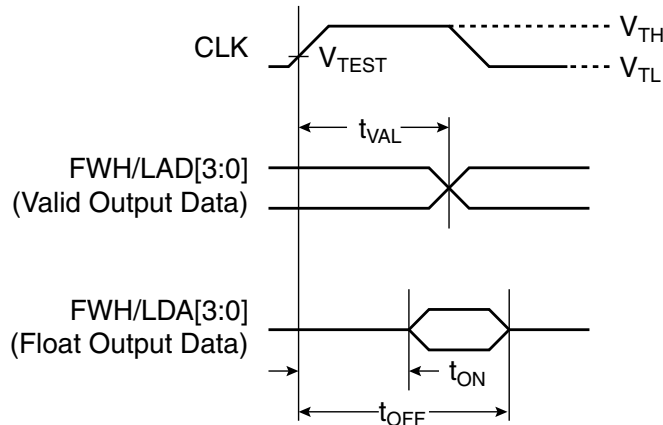 CLK
V_TEST
V_TH
V_TL
t_VAL
FWH/LAD[3:0]
(Valid Output Data)
FWH/LDA[3:0]
(Float Output Data)
t_ON
t_OFF